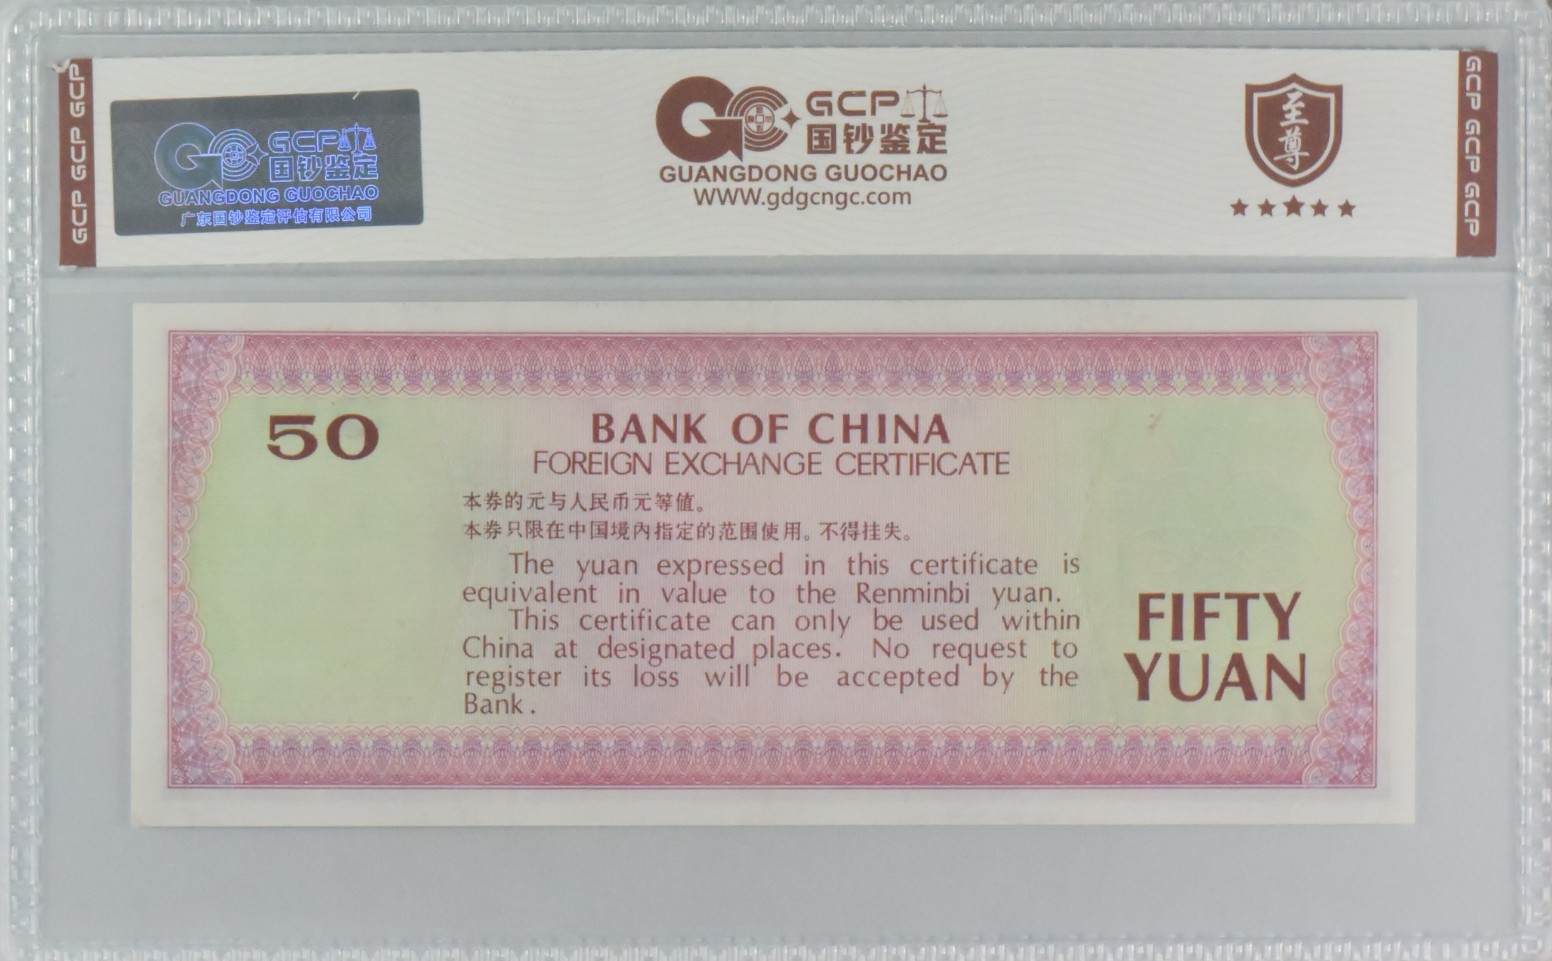 GCP GCP GCP
GCP
国钞鉴定
GUANGDONG GUOCHAO
广东国钞鉴定评估有限公司
GCP
国钞鉴定
GUANGDONG GUOCHAO
WWW.gdgcngc.com
至尊
GCP GCP GCP
50
BANK OF CHINA
FOREIGN EXCHANGE CERTIFICATE
本券的元与人民币元等值。
本券只限在中国境内指定的范围使用。不得挂失。
The yuan expressed in this certificate is
equivalent in value to the Renminbi yuan.
This certificate can only be used within
China at designated places. No request to
register its loss will be accepted by the
Bank.
FIFTY
YUAN